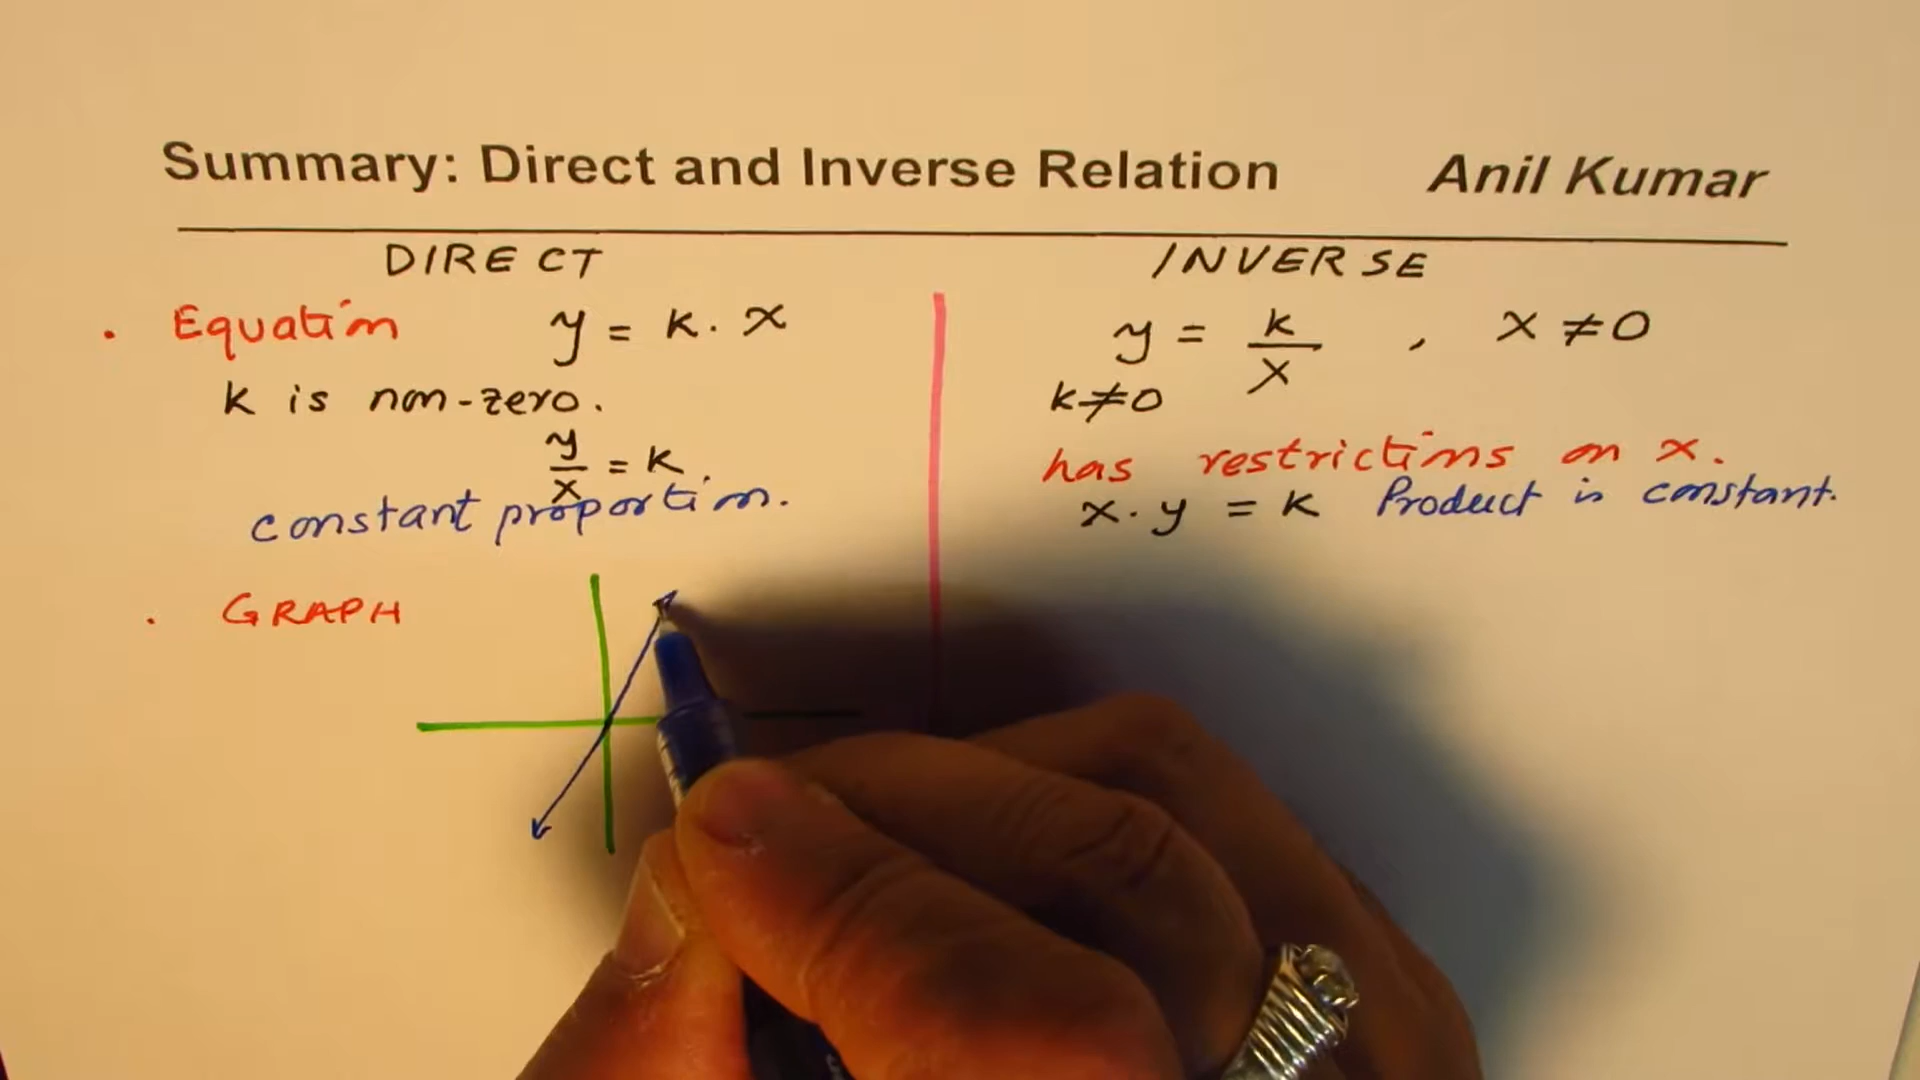 Summary: Direct and Inverse Relation Anil Kumar
DIRECT
. Equation y = k . x
k is non-zero.
y/x = k.
constant proportion.
. GRAPH
INVERSE
y = k/x , x ≠ 0
k ≠ 0
has restrictions on x.
x . y = k Product is constant.